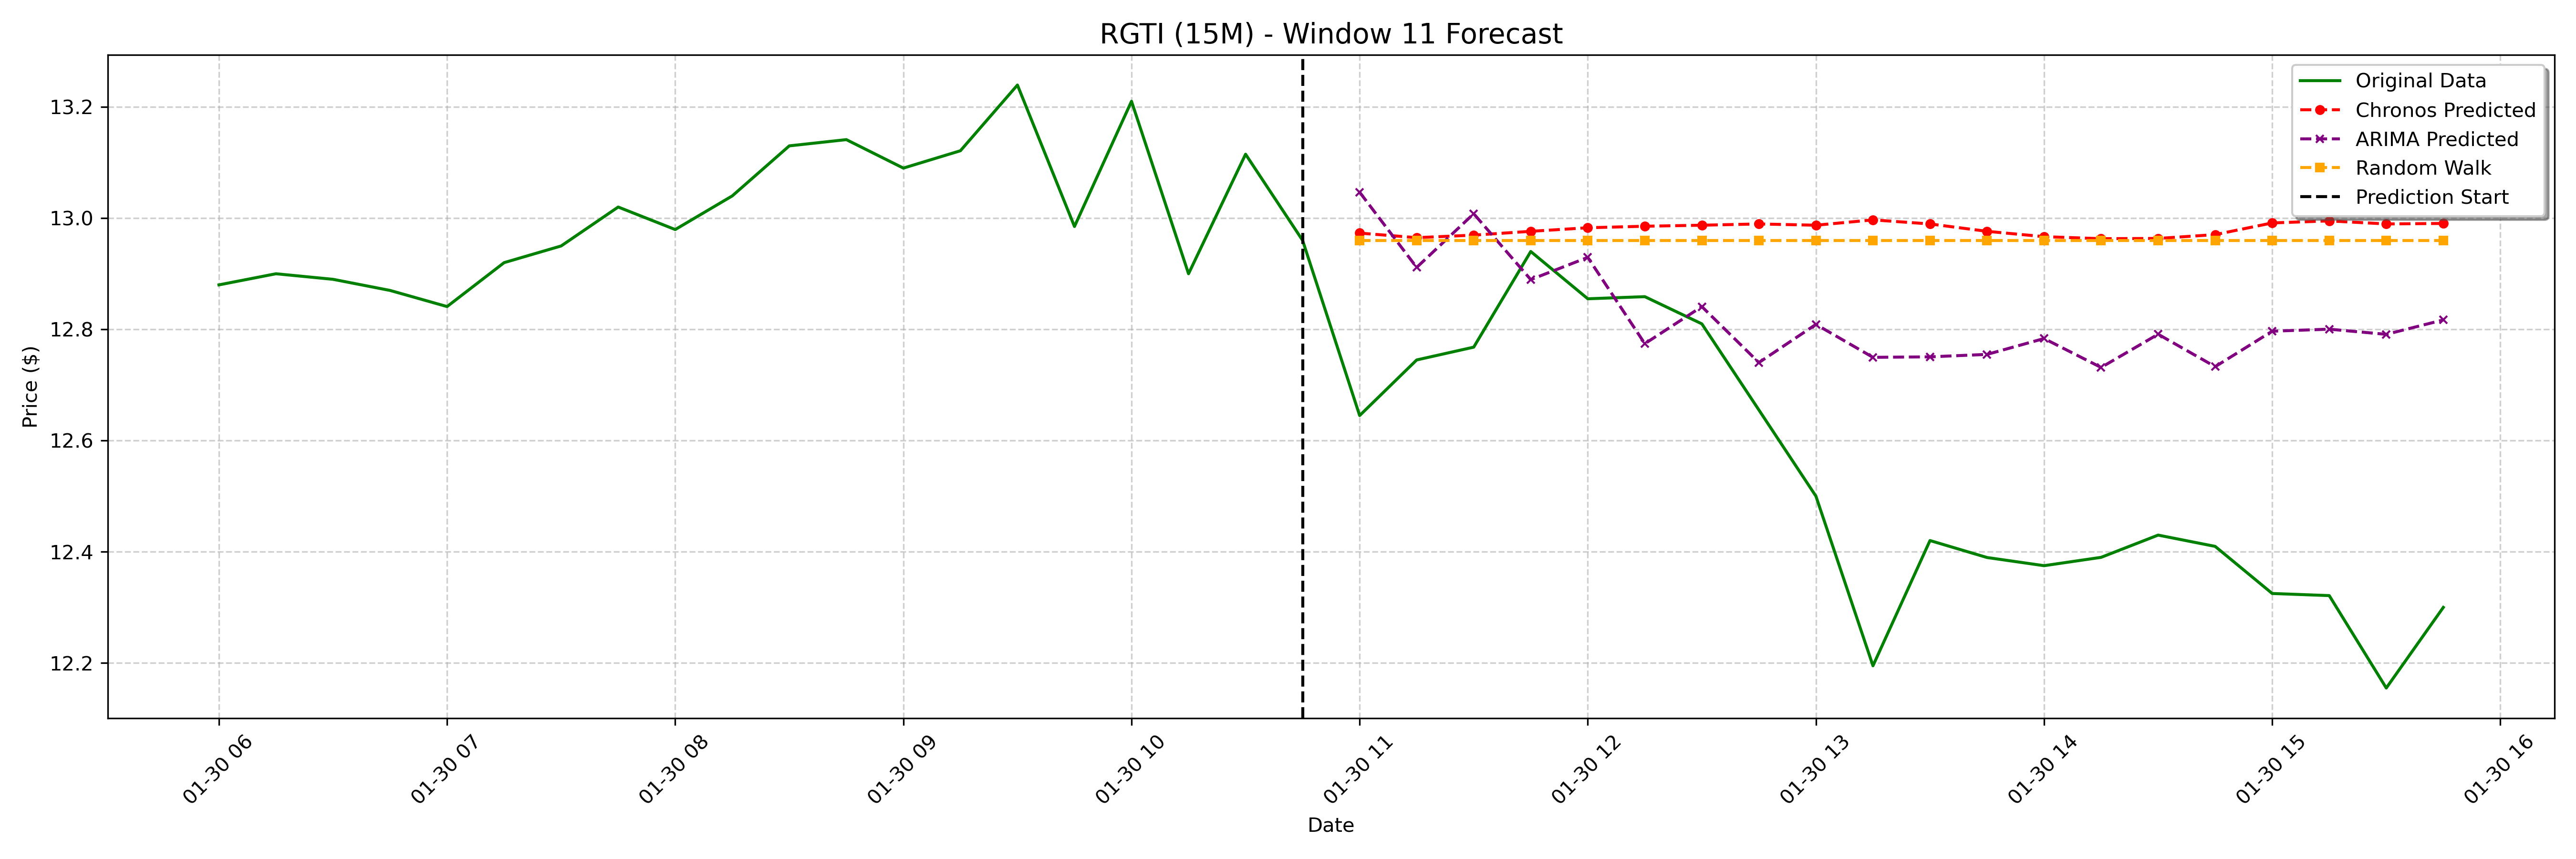 RGTI (15M) - Window 11 Forecast
Original Data
Chronos Predicted
ARIMA Predicted
Random Walk
Prediction Start
Price ($)
13.2
13.0
12.8
12.6
12.4
12.2
01-30 06
01-30 07
01-30 08
01-30 09
01-30 10
01-30 11
01-30 12
01-30 13
01-30 14
01-30 15
01-30 16
Date